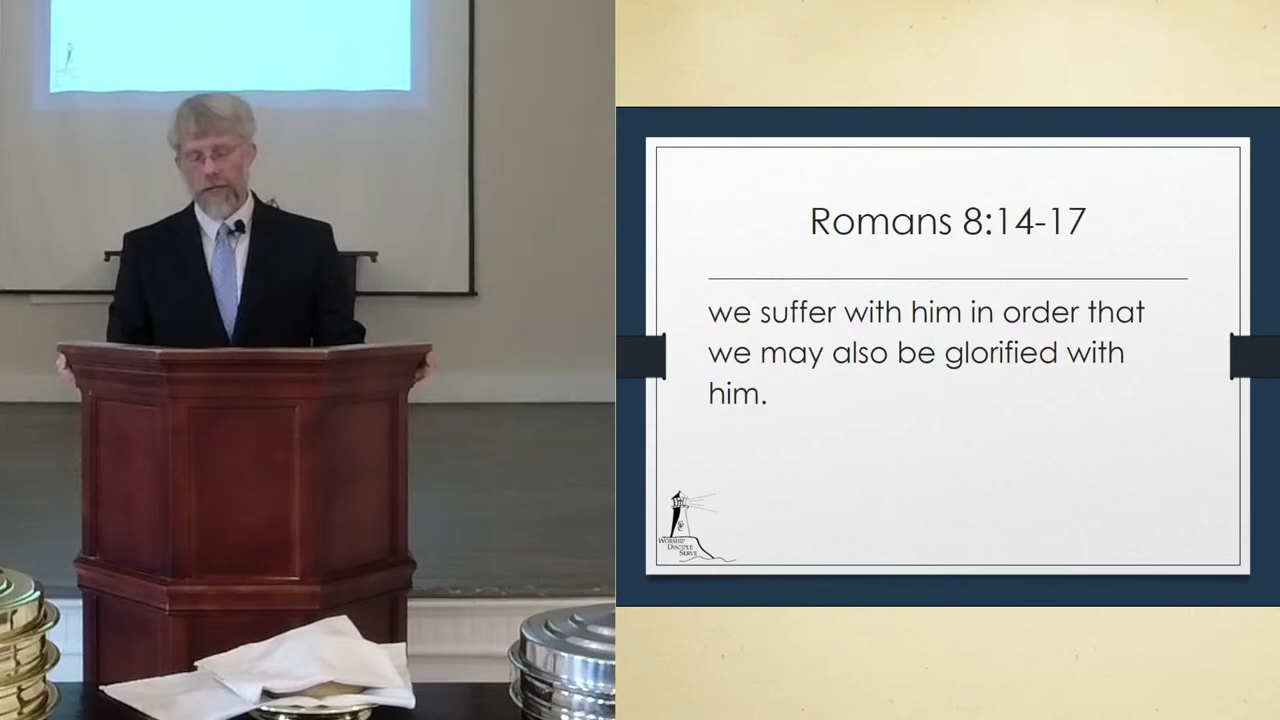 Romans 8:14-17
we suffer with him in order that
we may also be glorified with
him.
WORSHIP
DISCIPLE
SERVE